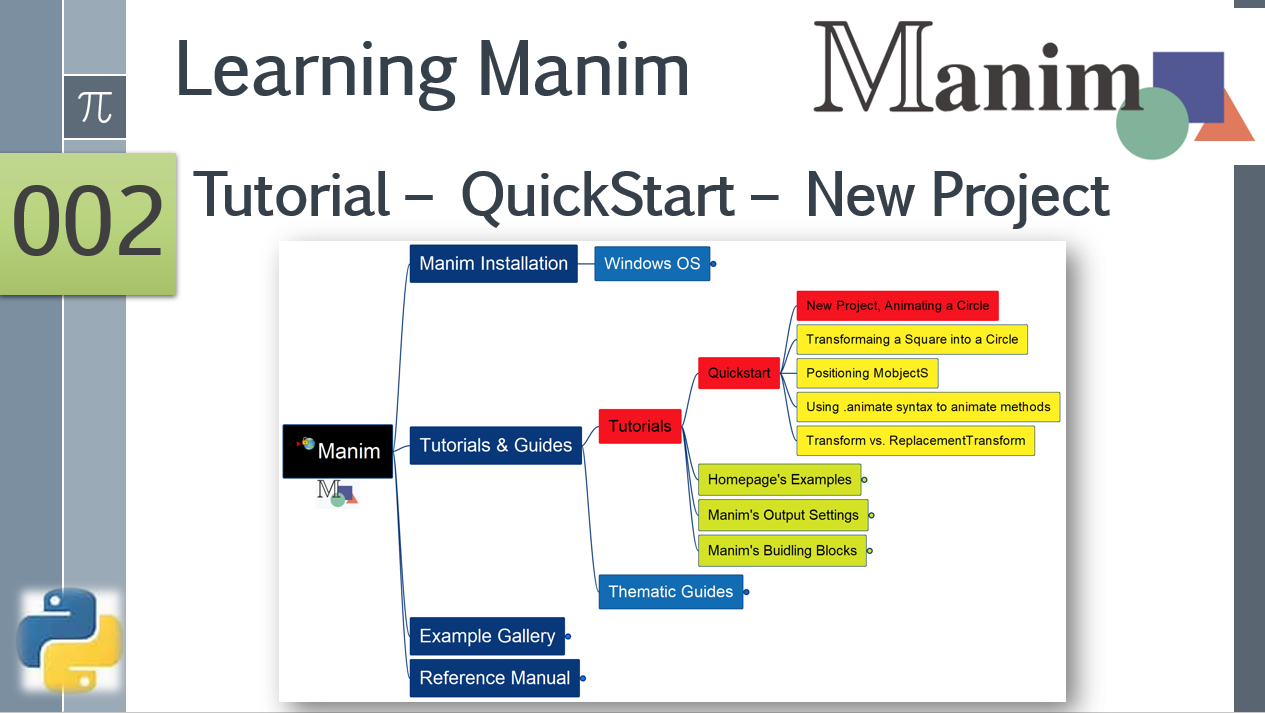 Learning Manim
Manim
π
002
Tutorial – QuickStart – New Project
Manim Installation
Windows OS
New Project, Animating a Circle
Transformaing a Square into a Circle
Quickstart
Positioning MobjectS
Using .animate syntax to animate methods
Tutorials
Transform vs. ReplacementTransform
Manim
Tutorials & Guides
Homepage's Examples
M
Manim's Output Settings
Manim's Buidling Blocks
Thematic Guides
Example Gallery
Reference Manual